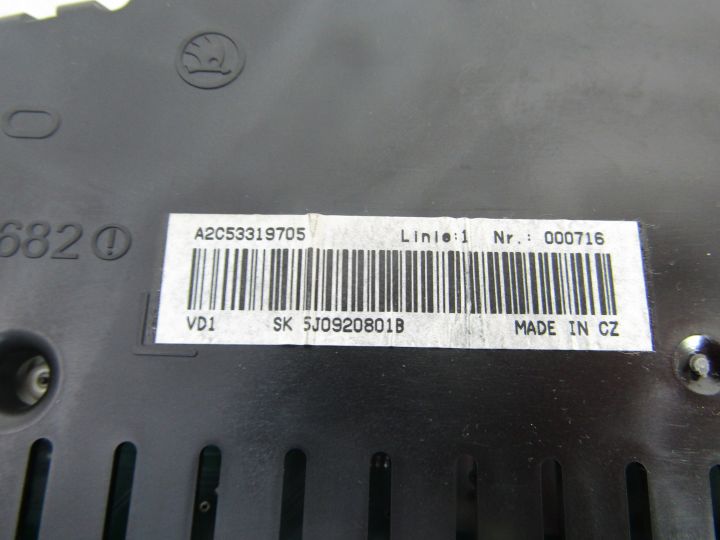 682
A2C53319705 Linie:1 Nr.: 000716
VD1 SK 5J0920801B MADE IN CZ